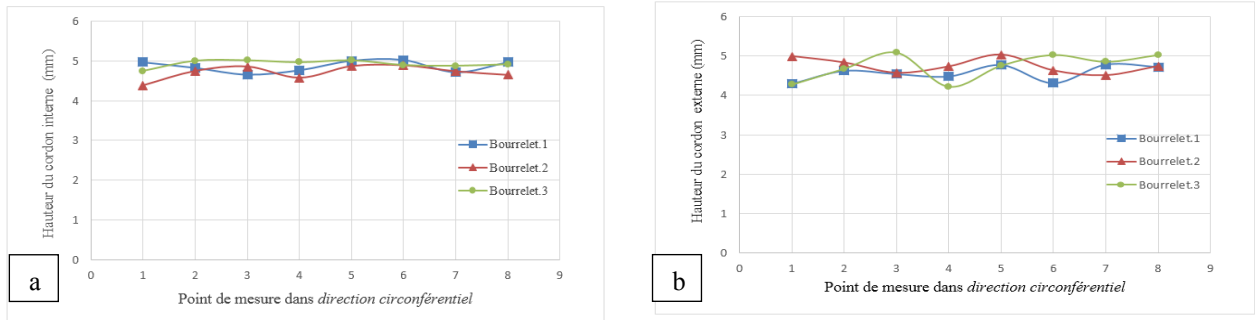 6
5
4
3
2
1
0
Hauteur du cordon interne (mm)
Bourrelet.1
Bourrelet.2
Bourrelet.3
0 1 2 3 4 5 6 7 8 9
Point de mesure dans direction circonférentiel
a
6
5
4
3
2
1
0
Hauteur du cordon externe (mm)
Bourrelet.1
Bourrelet.2
Bourrelet.3
0 1 2 3 4 5 6 7 8 9
Point de mesure dans direction circonférentiel
b